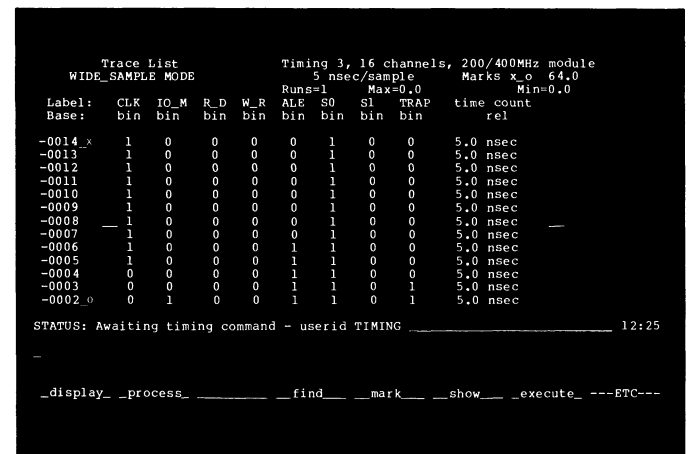 Trace List Timing 3, 16 channels, 200/400MHz module
WIDE_SAMPLE MODE 5 nsec/sample Marks x_o 64.0
Runs=1 Max=0.0 Min=0.0
Label: CLK IO_M R_D W_R ALE S0 S1 TRAP time count
Base: bin bin bin bin bin bin bin bin rel
-0014_x 1 0 0 0 0 1 0 0 5.0 nsec
-0013 1 0 0 0 0 1 0 0 5.0 nsec
-0012 1 0 0 0 0 1 0 0 5.0 nsec
-0011 1 0 0 0 0 1 0 0 5.0 nsec
-0010 1 0 0 0 0 1 0 0 5.0 nsec
-0009 1 0 0 0 0 1 0 0 5.0 nsec
-0008 __ 1 0 0 0 0 1 0 0 5.0 nsec __
-0007 1 0 0 0 0 1 0 0 5.0 nsec
-0006 1 0 0 0 1 1 0 0 5.0 nsec
-0005 1 0 0 0 1 1 0 0 5.0 nsec
-0004 0 0 0 0 1 1 0 0 5.0 nsec
-0003 0 0 0 0 1 1 0 1 5.0 nsec
-0002_o 0 1 0 0 1 1 0 1 5.0 nsec
STATUS: Awaiting timing command - userid TIMING ____________________ 12:25
_
_display_ _process_ _________ __find___ __mark___ __show___ _execute_ ---ETC---